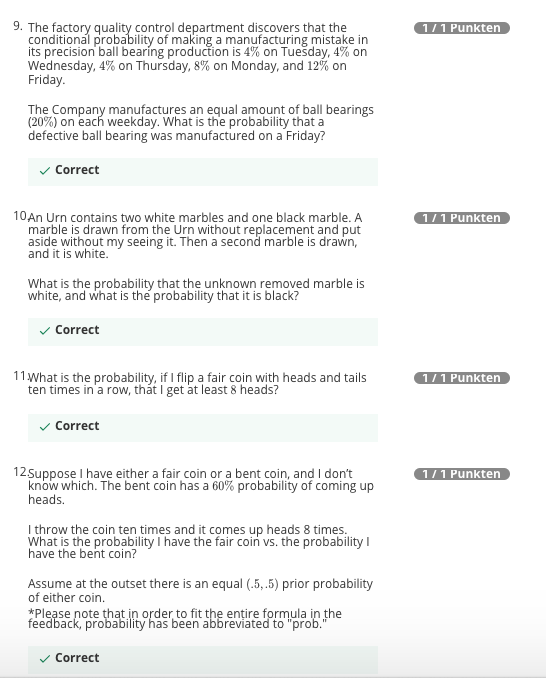 9. The factory quality control department discovers that the
1 / 1 Punkten
conditional probability of making a manufacturing mistake in
its precision ball bearing production is 4% on Tuesday, 4% on
Wednesday, 4% on Thursday, 8% on Monday, and 12% on
Friday.
The Company manufactures an equal amount of ball bearings
(20%) on each weekday. What is the probability that a
defective ball bearing was manufactured on a Friday?
✓ Correct
10. An Urn contains two white marbles and one black marble. A
1 / 1 Punkten
marble is drawn from the Urn without replacement and put
aside without my seeing it. Then a second marble is drawn,
and it is white.
What is the probability that the unknown removed marble is
white, and what is the probability that it is black?
✓ Correct
11. What is the probability, if I flip a fair coin with heads and tails
1 / 1 Punkten
ten times in a row, that I get at least 8 heads?
✓ Correct
12. Suppose I have either a fair coin or a bent coin, and I don't
1 / 1 Punkten
know which. The bent coin has a 60% probability of coming up
heads.
I throw the coin ten times and it comes up heads 8 times.
What is the probability I have the fair coin vs. the probability I
have the bent coin?
Assume at the outset there is an equal (.5, .5) prior probability
of either coin.
*Please note that in order to fit the entire formula in the
feedback, probability has been abbreviated to "prob."
✓ Correct